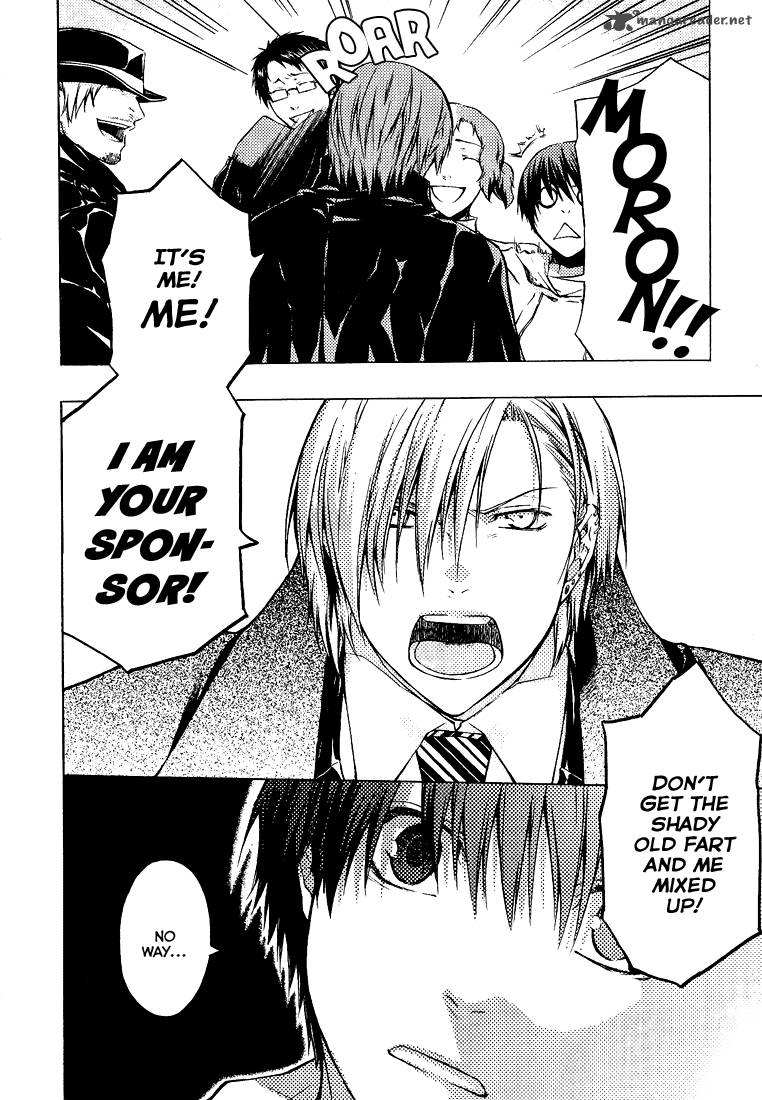 mangareader.net
MORON!!
ROAR
ROAR
IT'S
ME!
ME!
I AM
YOUR
SPON-
SOR!
DON'T
GET THE
SHADY
OLD FART
AND ME
MIXED
UP!
NO
WAY...